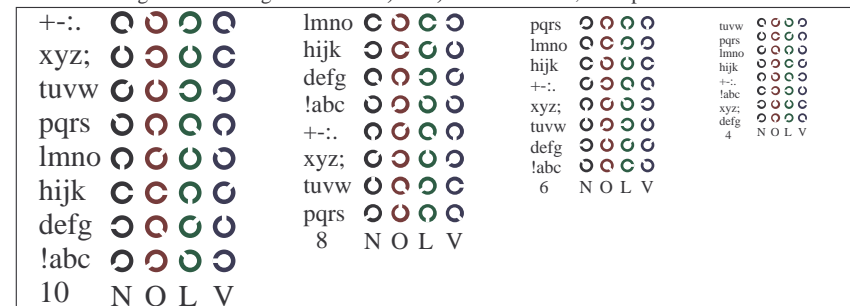 +-:.
xyz;
tuvw
pqrs
lmno
hijk
defg
!abc
10 N O L V
lmno
hijk
defg
!abc
+-:.
xyz;
tuvw
pqrs
8 N O L V
pqrs
lmno
hijk
+-:.
xyz;
tuvw
defg
!abc
6 N O L V
tuvw
pqrs
lmno
hijk
+-:.
!abc
xyz;
defg
4 N O L V